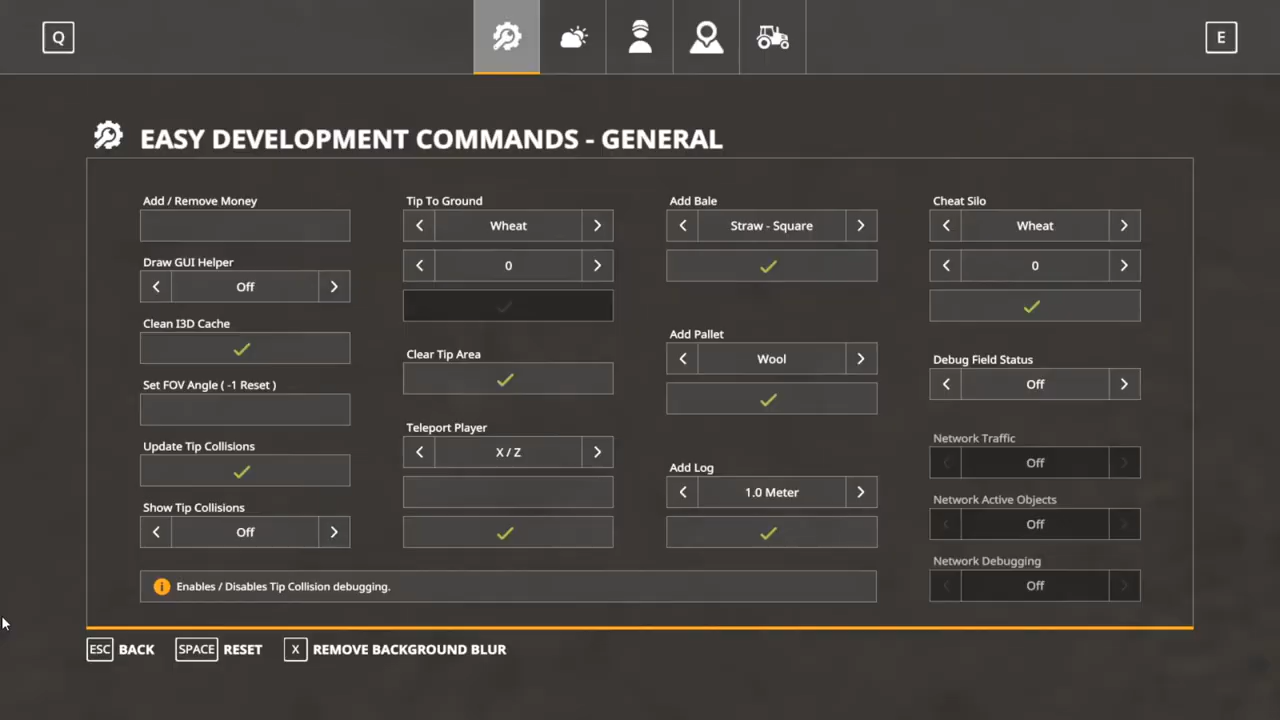 Q
E
EASY DEVELOPMENT COMMANDS - GENERAL
Add / Remove Money
Draw GUI Helper
Off
Clean I3D Cache
Set FOV Angle ( -1 Reset )
Update Tip Collisions
Show Tip Collisions
Off
Tip To Ground
Wheat
0
Clear Tip Area
Teleport Player
X / Z
Add Bale
Straw - Square
Add Pallet
Wool
Add Log
1.0 Meter
Cheat Silo
Wheat
0
Debug Field Status
Off
Network Traffic
Off
Network Active Objects
Off
Network Debugging
Off
Enables / Disables Tip Collision debugging.
ESC BACK SPACE RESET X REMOVE BACKGROUND BLUR